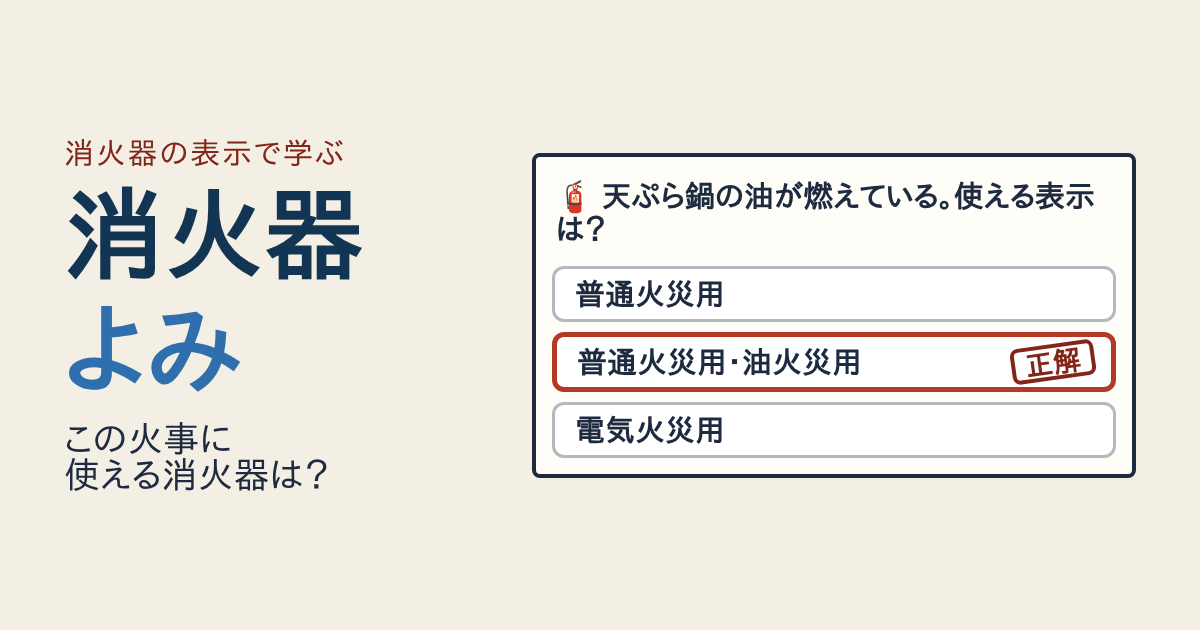 消火器の表示で学ぶ
消火器
よみ
この火事に
使える消火器は？
天ぷら鍋の油が燃えている。使える表示
は？
普通火災用
普通火災用・油火災用
正解
電気火災用